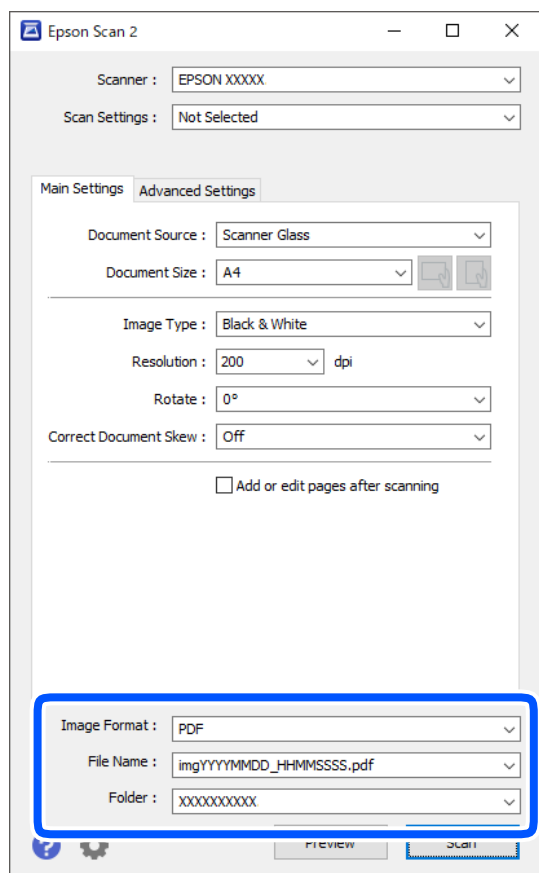 Epson Scan 2
Scanner : EPSON XXXXX
Scan Settings : Not Selected
Main Settings Advanced Settings
Document Source : Scanner Glass
Document Size : A4
Image Type : Black & White
Resolution : 200 dpi
Rotate : 0°
Correct Document Skew : Off
Add or edit pages after scanning
Image Format : PDF
File Name : imgYYYYMMDD_HHMMSSSS.pdf
Folder : XXXXXXXXXX
? Preview Scan